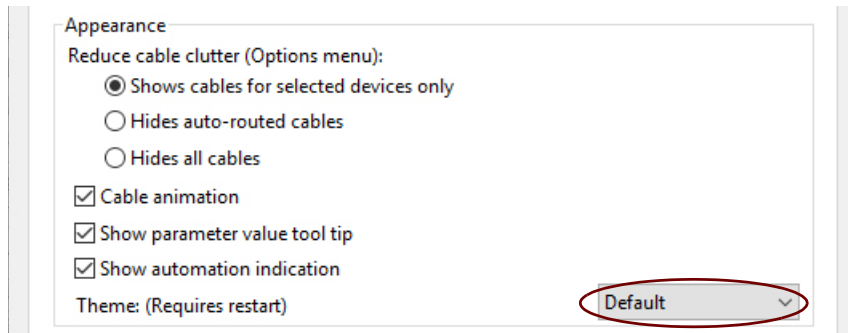 Appearance
Reduce cable clutter (Options menu):
Shows cables for selected devices only
Hides auto-routed cables
Hides all cables
Cable animation
Show parameter value tool tip
Show automation indication
Theme: (Requires restart) Default